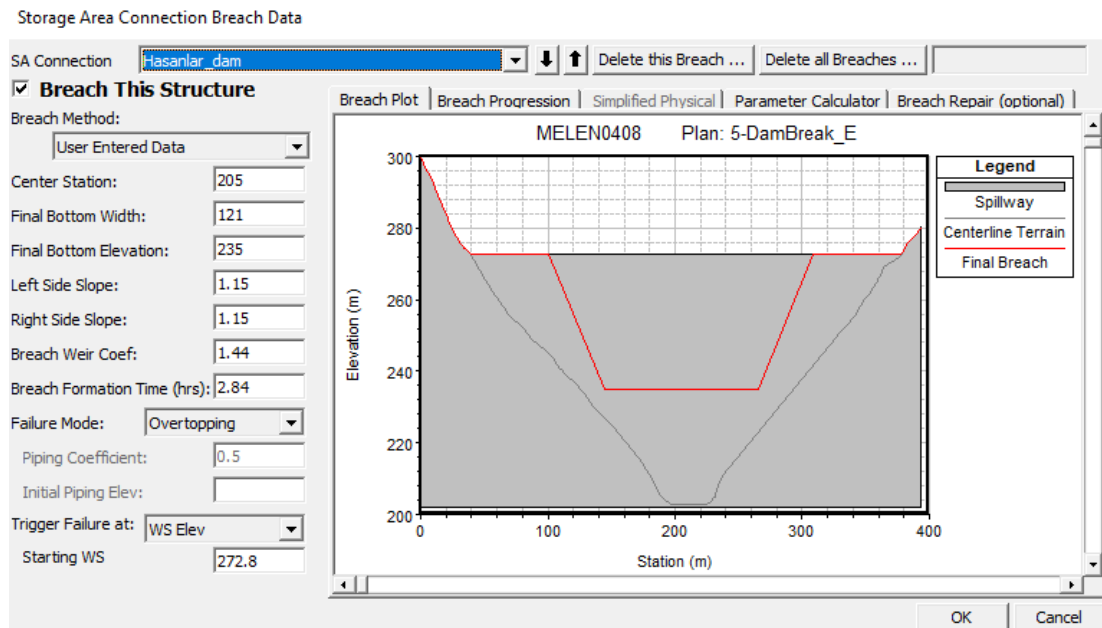 Storage Area Connection Breach Data
SA Connection Hasanlar_dam Delete this Breach ... Delete all Breaches ...
Breach This Structure
Breach Method:
User Entered Data
Center Station: 205
Final Bottom Width: 121
Final Bottom Elevation: 235
Left Side Slope: 1.15
Right Side Slope: 1.15
Breach Weir Coef: 1.44
Breach Formation Time (hrs): 2.84
Failure Mode: Overtopping
Piping Coefficient: 0.5
Initial Piping Elev:
Trigger Failure at: WS Elev
Starting WS 272.8
Breach Plot Breach Progression Simplified Physical Parameter Calculator Breach Repair (optional)
MELEN0408 Plan: 5-DamBreak_E
300
280
260
240
220
200
Elevation (m)
0 100 200 300 400
Station (m)
Legend
Spillway
Centerline Terrain
Final Breach
OK Cancel